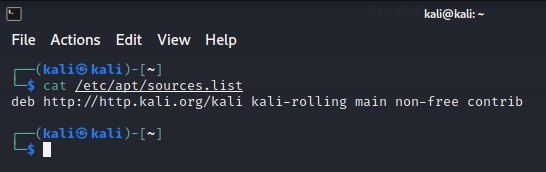 kali@kali: ~
File Actions Edit View Help
┌──(kali㉿kali)-[~]
└─$ cat /etc/apt/sources.list
deb http://http.kali.org/kali kali-rolling main non-free contrib
┌──(kali㉿kali)-[~]
└─$